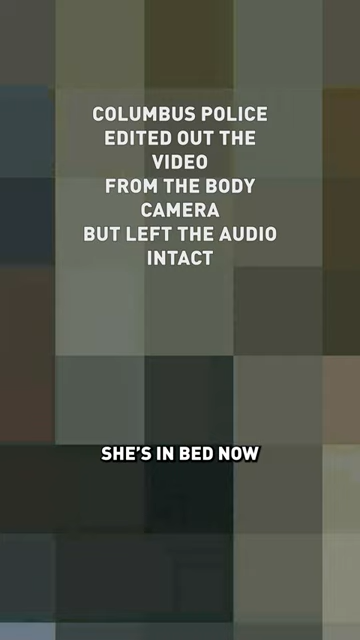 COLUMBUS POLICE
EDITED OUT THE
VIDEO
FROM THE BODY
CAMERA
BUT LEFT THE AUDIO
INTACT
SHE'S IN BED NOW